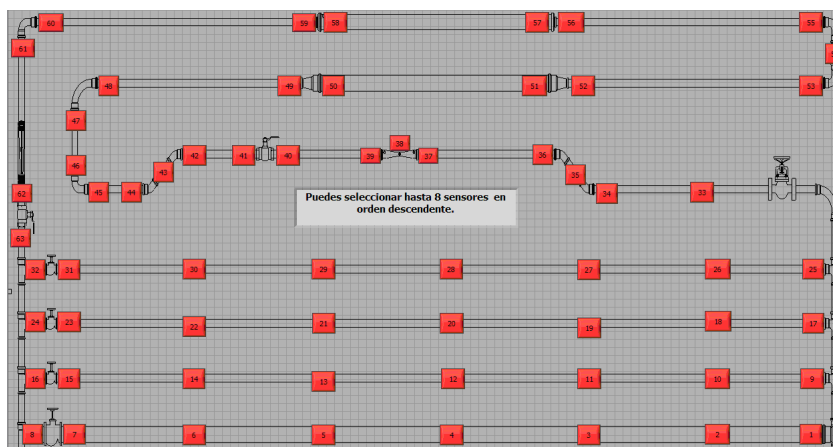 60 59 58 57 56 55
61
48 49 50 51 52 53
47
42 41 40 39 38 37 36
46 43 35
45 44 34 33
62
Puedes seleccionar hasta 8 sensores en
orden descendente.
63
32 31 30 29 28 27 26 25
24 23 22 21 20 19 18 17
16 15 14 13 12 11 10 9
8 7 6 5 4 3 2 1